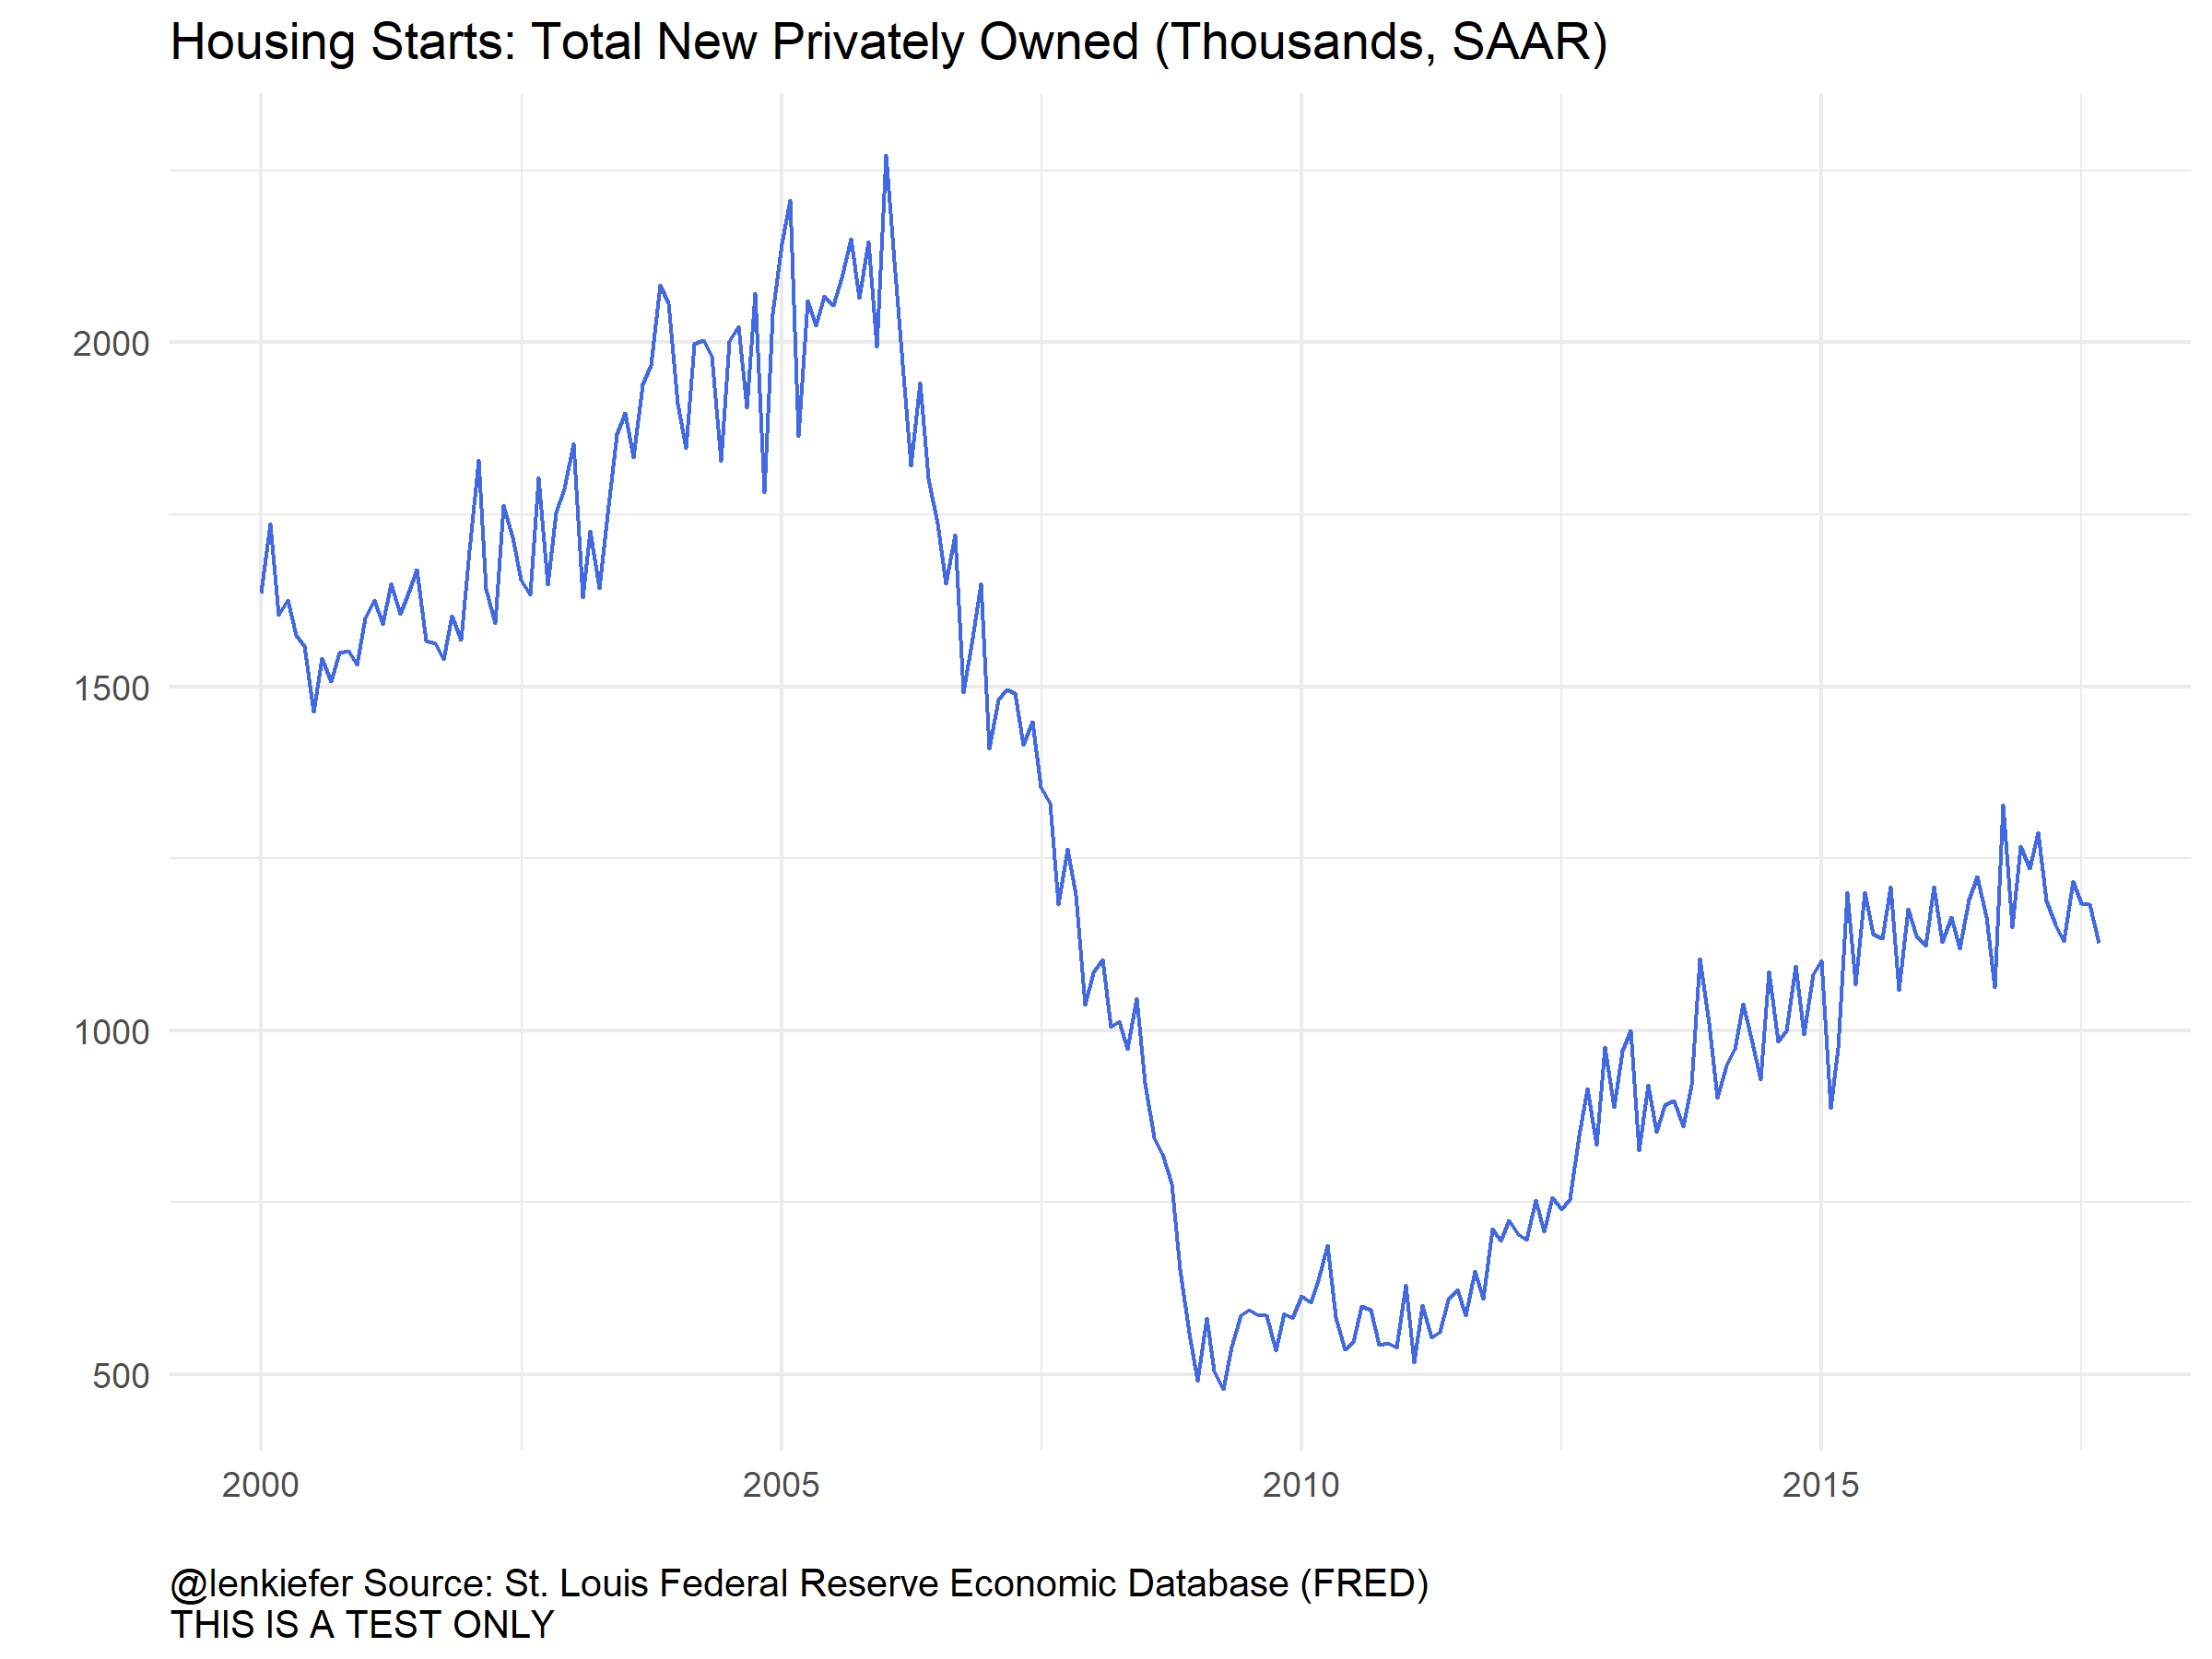 Housing Starts: Total New Privately Owned (Thousands, SAAR)
2000
1500
1000
500
2000 2005 2010 2015
@lenkiefer Source: St. Louis Federal Reserve Economic Database (FRED)
THIS IS A TEST ONLY